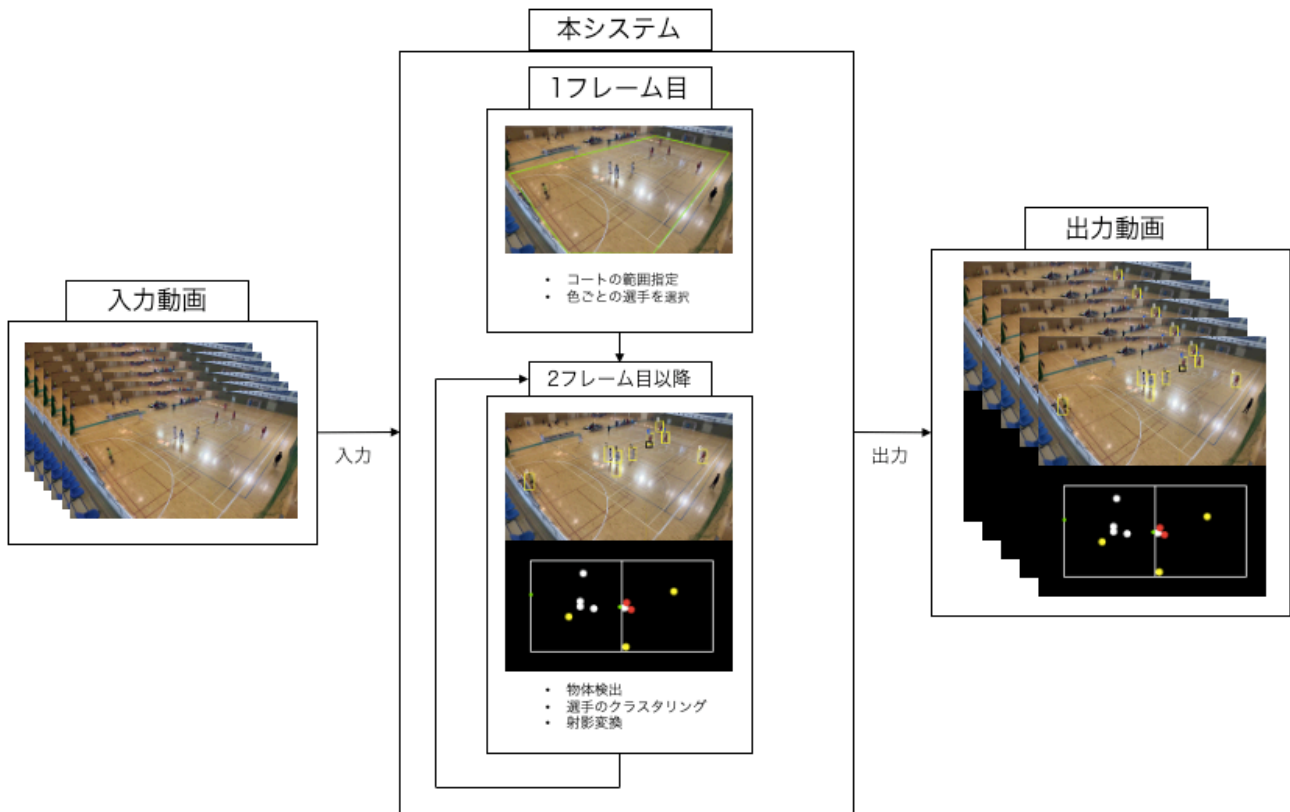 本システム
1フレーム目
• コートの範囲指定
• 色ごとの選手を選択
入力動画
入力
2フレーム目以降
• 物体検出
• 選手のクラスタリング
• 射影変換
出力
出力動画